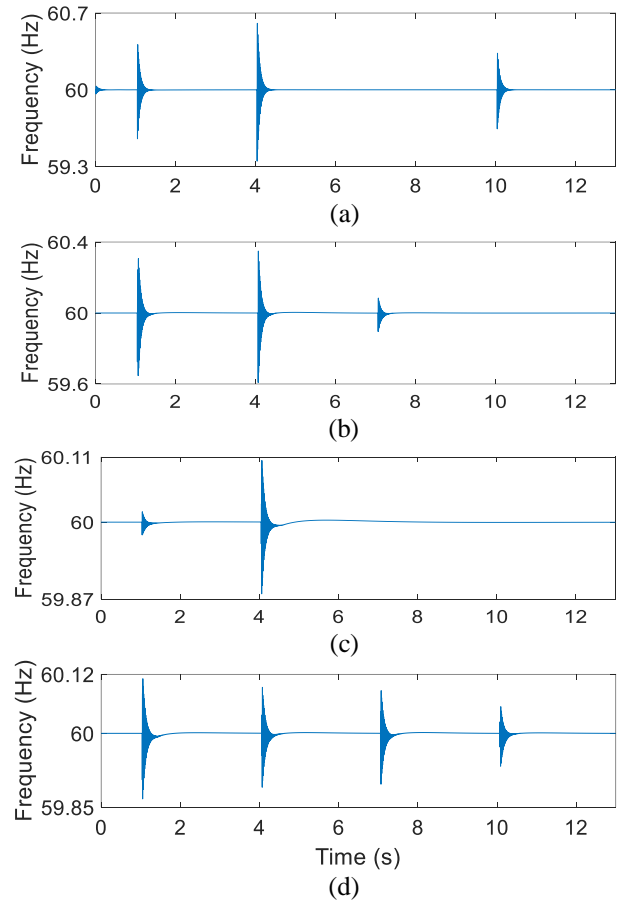 60.7
60
59.3
Frequency (Hz)
0 2 4 6 8 10 12
(a)
60.4
60
59.6
Frequency (Hz)
0 2 4 6 8 10 12
(b)
60.11
60
59.87
Frequency (Hz)
0 2 4 6 8 10 12
(c)
60.12
60
59.85
Frequency (Hz)
0 2 4 6 8 10 12
Time (s)
(d)